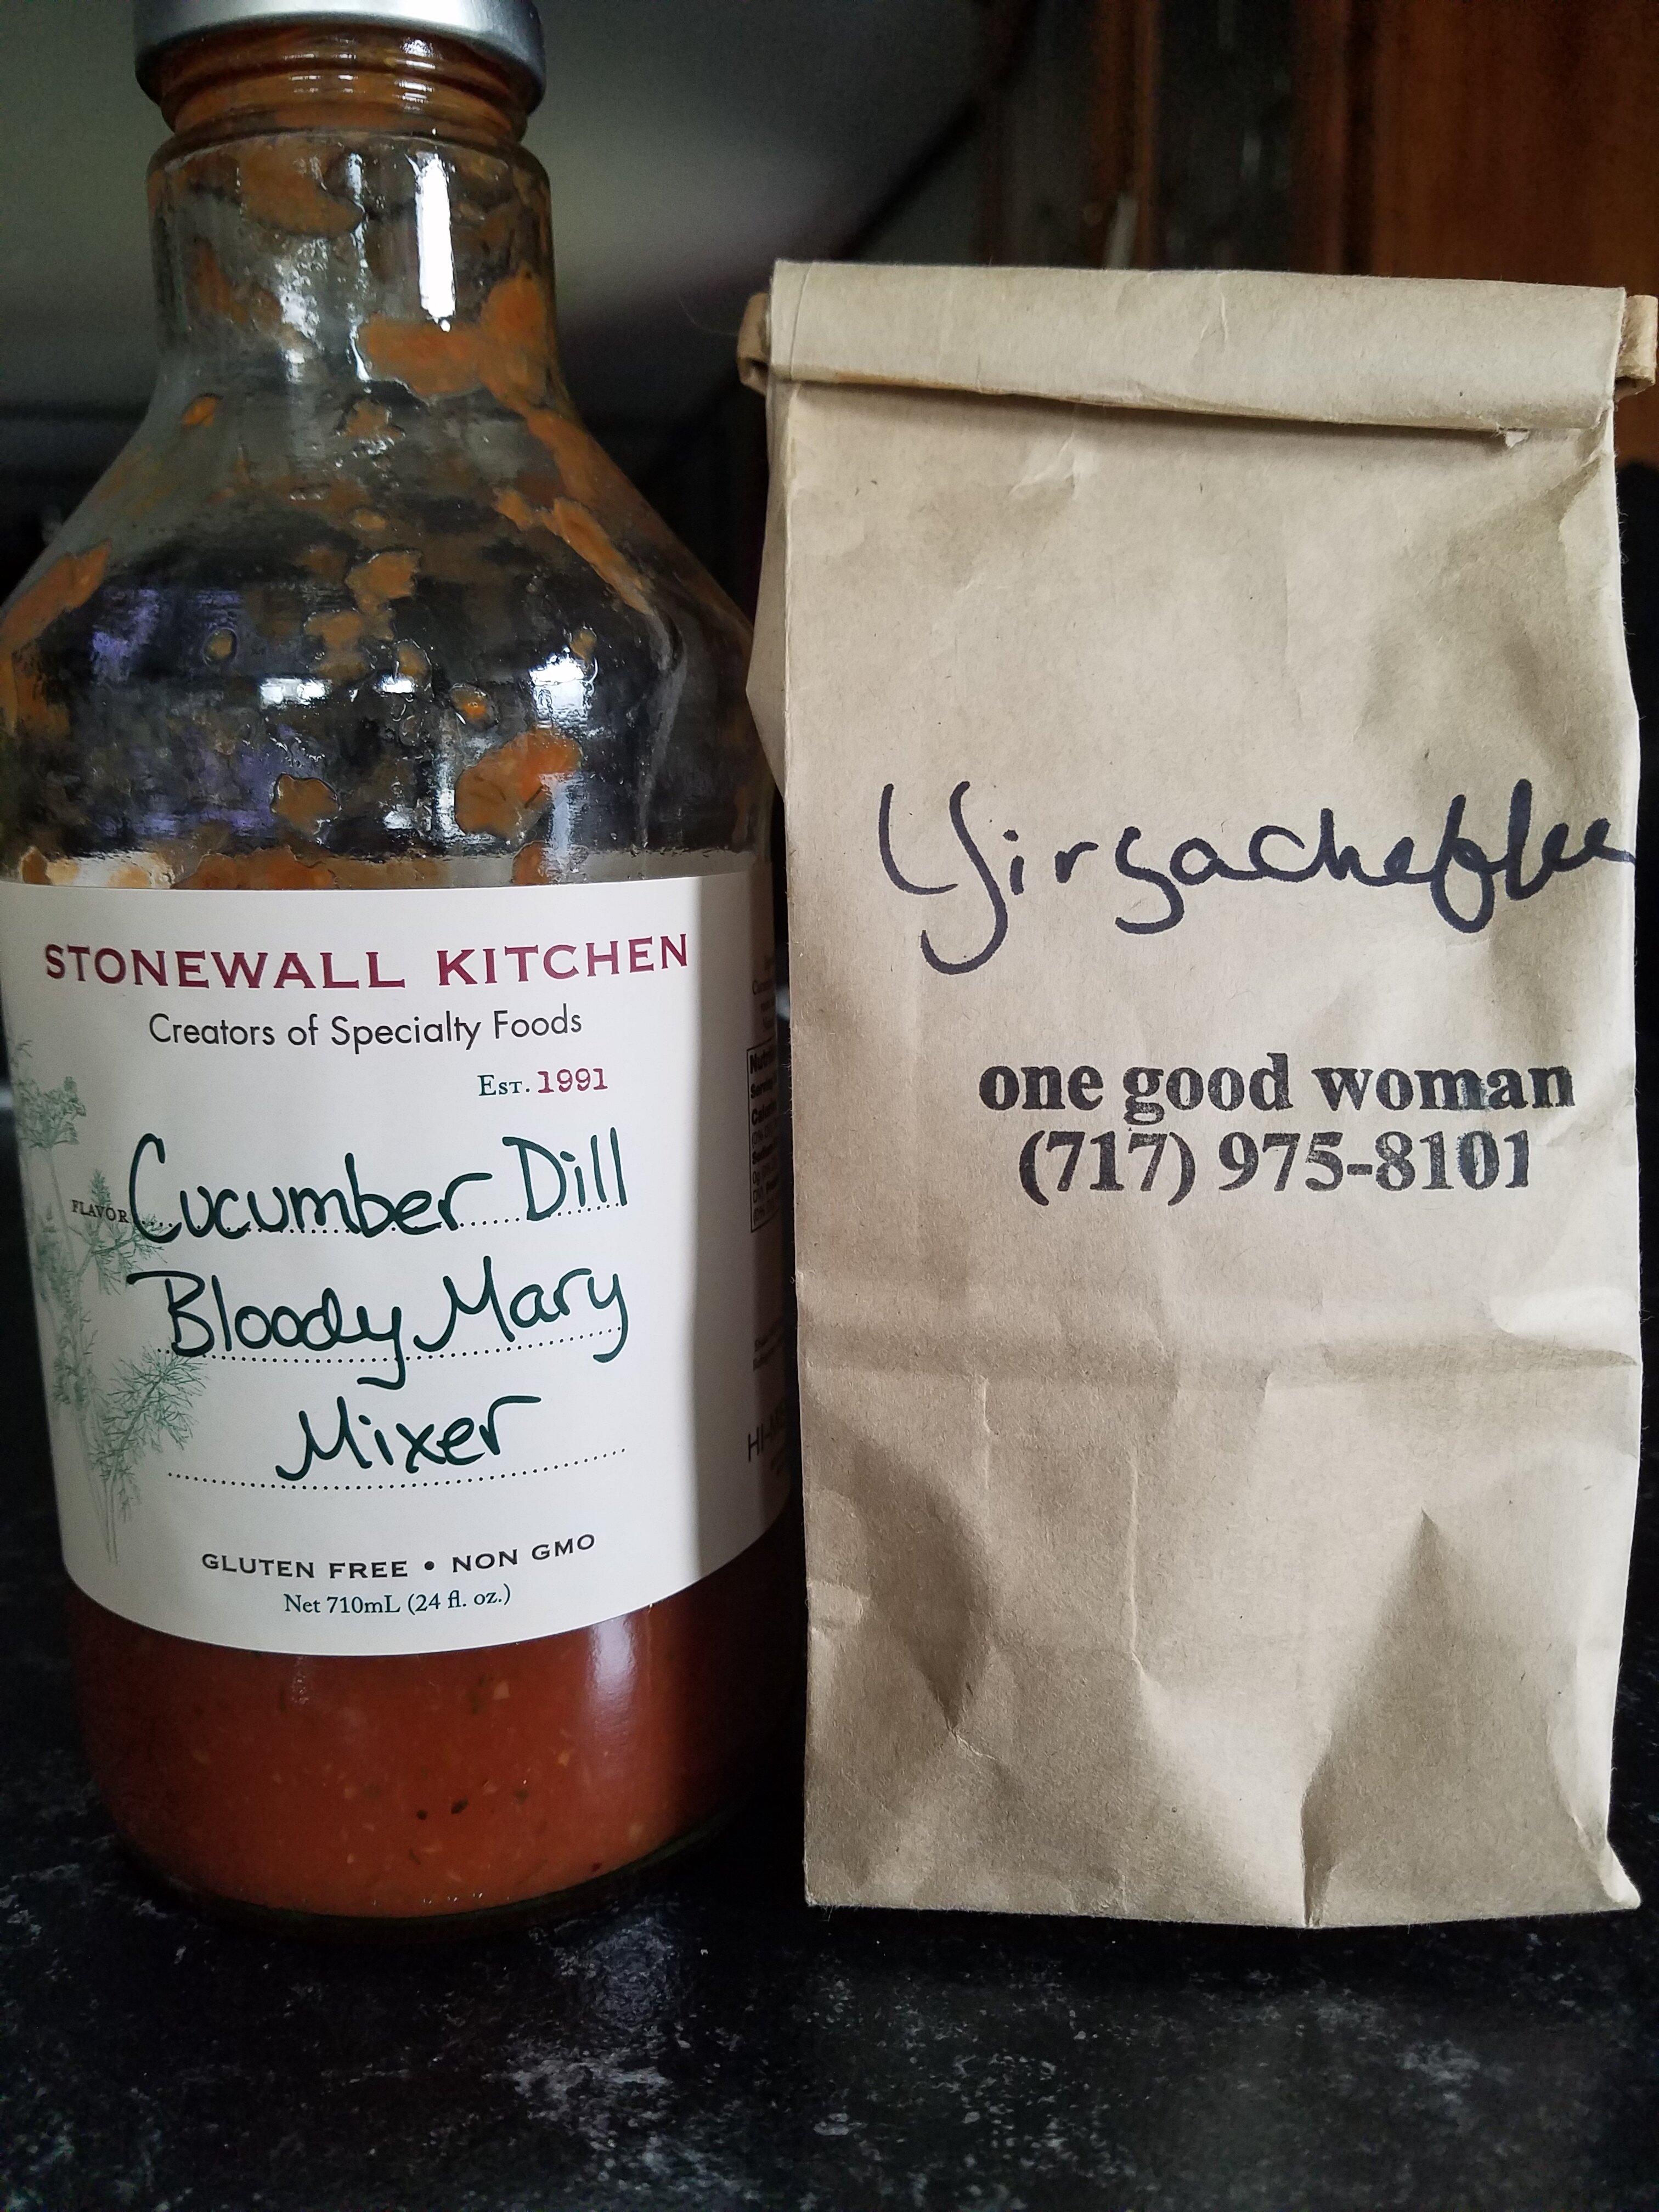 STONEWALL KITCHEN
Creators of Specialty Foods
EST. 1991
FLAVOR Cucumber Dill
Bloody Mary
Mixer
GLUTEN FREE • NON GMO
Net 710mL (24 fl. oz.)
Yirgacheffee
one good woman
(717) 975-8101